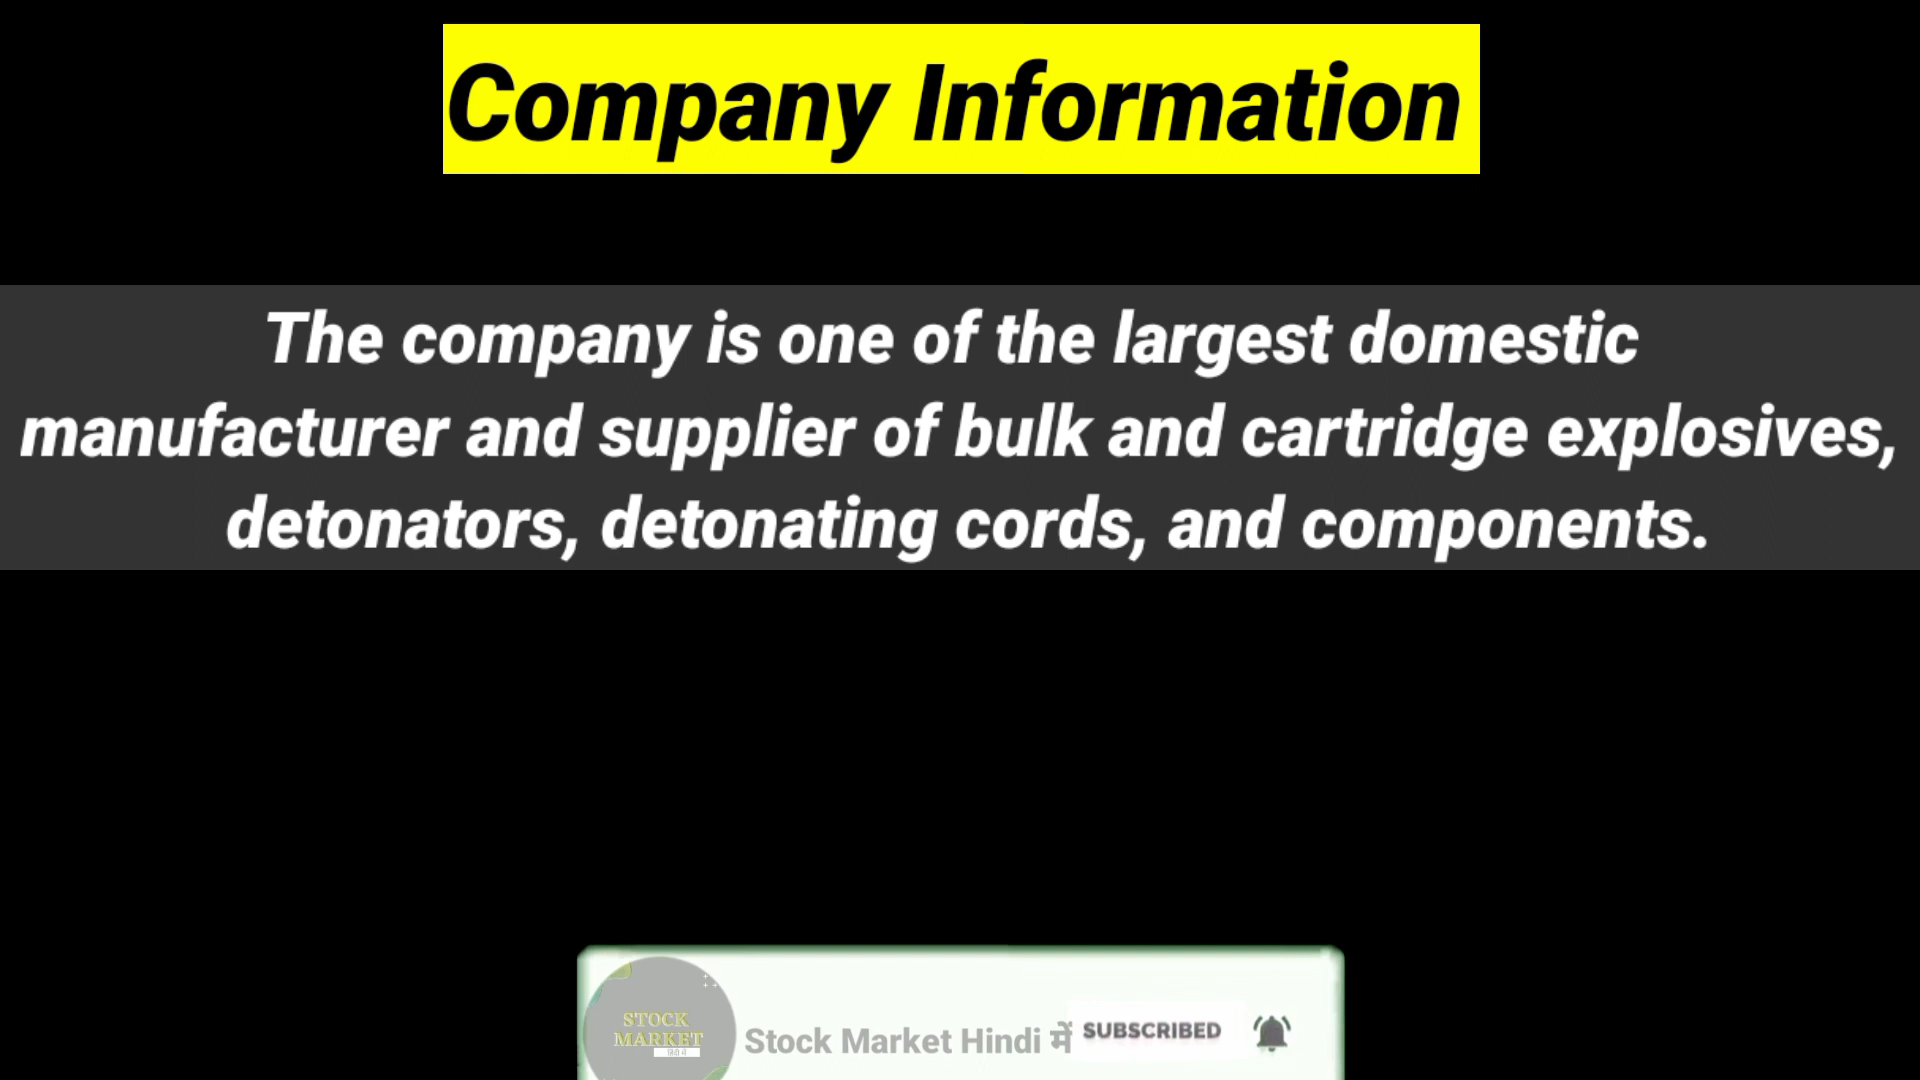 Company Information
The company is one of the largest domestic
manufacturer and supplier of bulk and cartridge explosives,
detonators, detonating cords, and components.
STOCK
MARKET
हिंदी में
Stock Market Hindi में
SUBSCRIBED